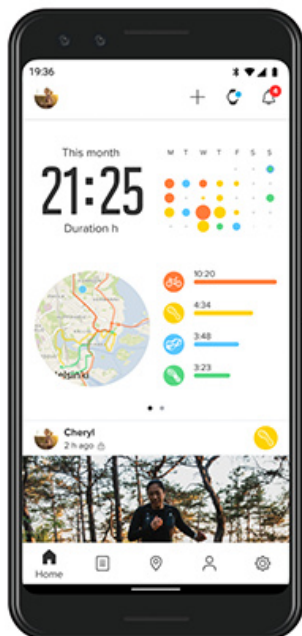 19:36
4
This month
21:25
Duration h
M T W T F S S
10:20
4:34
3:48
3:23
Helsinki
Cheryl
2 h ago
Home